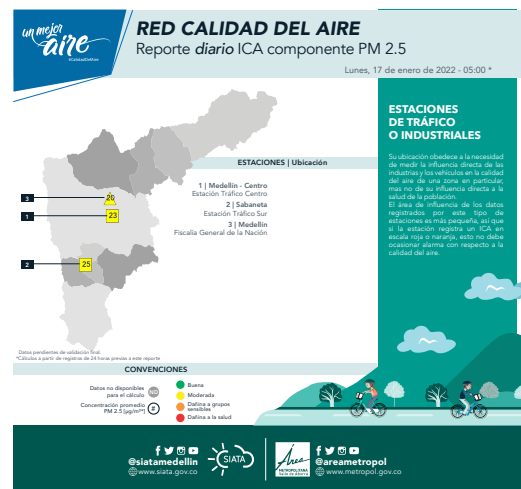 un mejor
aire
#CalidadDelAire
RED CALIDAD DEL AIRE
Reporte diario ICA componente PM 2.5
Lunes, 17 de enero de 2022 - 05:00 *
ESTACIONES
DE TRÁFICO
O INDUSTRIALES
Su ubicación obedece a la necesidad
de medir la influencia directa de las
industrias y los vehículos en la calidad
del aire de una zona en particular,
mas no de su influencia directa a la
salud de la población.
El área de influencia de los datos
registrados por este tipo de
estaciones es más pequeña, así que
si la estación registra un ICA en
escala roja o naranja, esto no debe
ocasionar alarma con respecto a la
calidad del aire.
ESTACIONES | Ubicación
1 | Medellín - Centro
Estación Tráfico Centro
2 | Sabaneta
Estación Tráfico Sur
3 | Medellín
Fiscalía General de la Nación
3
20
1
23
2
25
Datos pendientes de validación final.
*Cálculos a partir de registros de 24 horas previas a este reporte
CONVENCIONES
Datos no disponibles
para el cálculo
Concentración promedio
PM 2.5 [µg/m³]
#
Buena
Moderada
Dañina a grupos
sensibles
Dañina a la salud
@siatamedellin
www.siata.gov.co
SIATA
Área
METROPOLITANA
Valle de Aburrá
@areametropol
www.metropol.gov.co